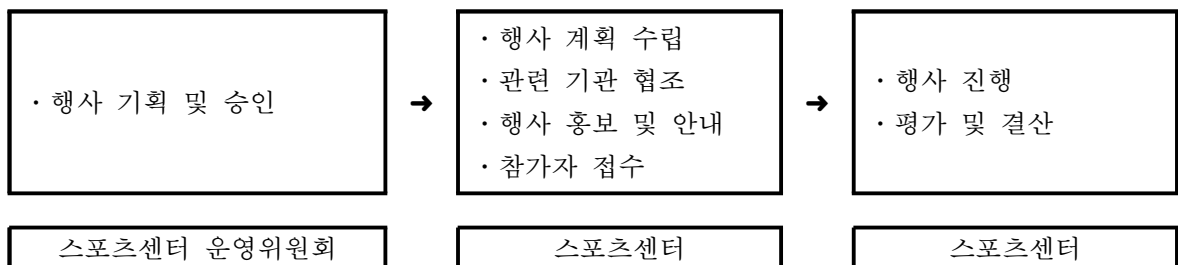 · 행사 기획 및 승인
➜
· 행사 계획 수립
· 관련 기관 협조
· 행사 홍보 및 안내
· 참가자 접수
➜
· 행사 진행
· 평가 및 결산
스포츠센터 운영위원회
스포츠센터
스포츠센터